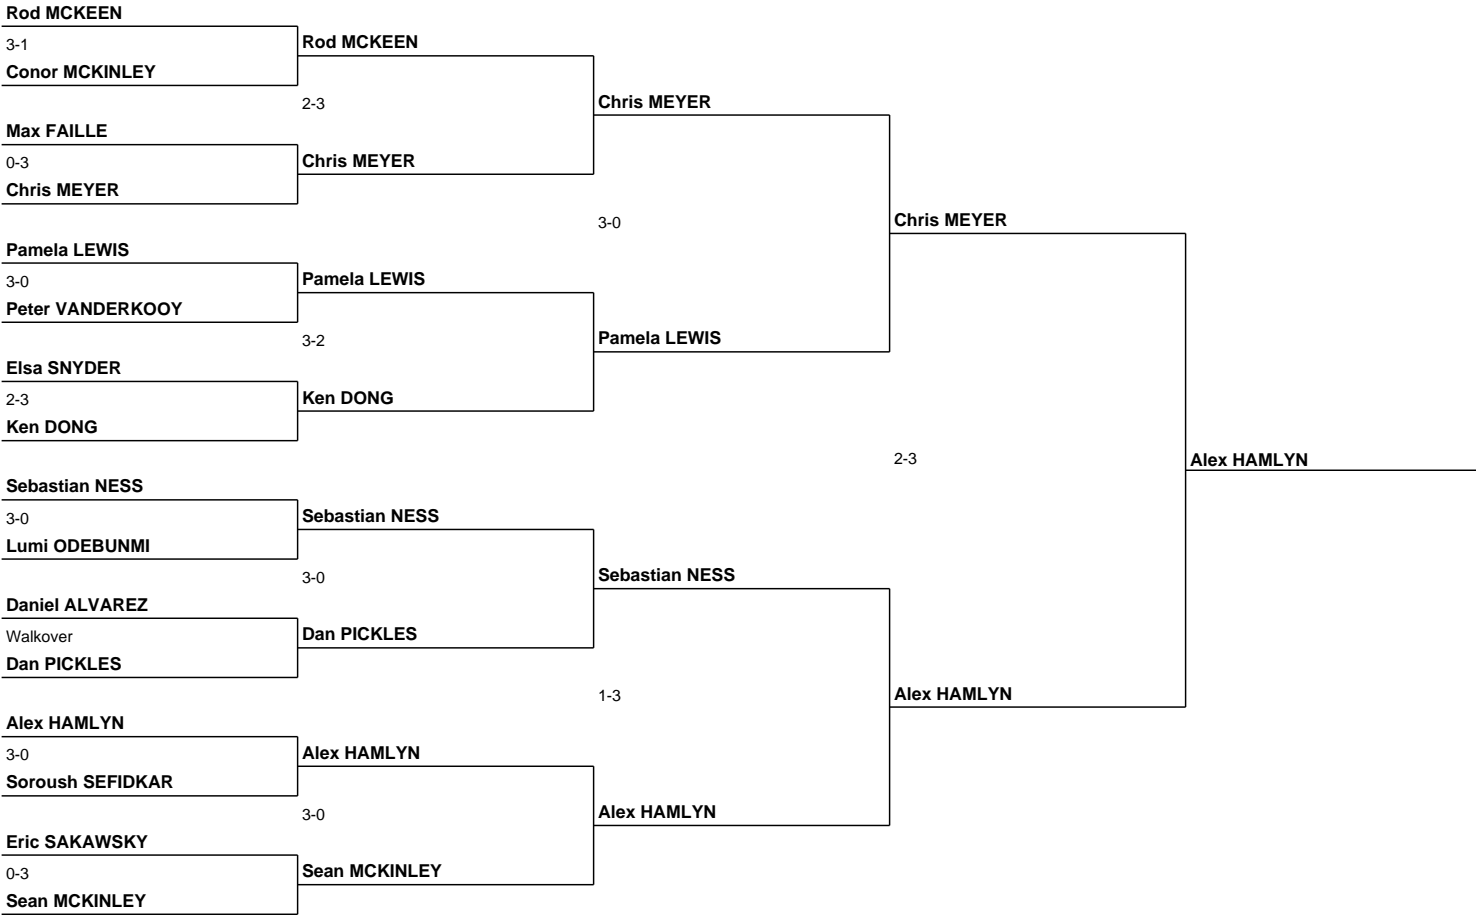 Rod MCKEEN
3-1
Conor MCKINLEY
Max FAILLE
0-3
Chris MEYER
Pamela LEWIS
3-0
Peter VANDERKOOY
Elsa SNYDER
2-3
Ken DONG
Sebastian NESS
3-0
Lumi ODEBUNMI
Daniel ALVAREZ
Walkover
Dan PICKLES
Alex HAMLYN
3-0
Soroush SEFIDKAR
Eric SAKAWSKY
0-3
Sean MCKINLEY
Rod MCKEEN
2-3
Chris MEYER
Pamela LEWIS
3-2
Ken DONG
Sebastian NESS
3-0
Dan PICKLES
Alex HAMLYN
3-0
Sean MCKINLEY
Chris MEYER
3-0
Pamela LEWIS
Sebastian NESS
1-3
Alex HAMLYN
Chris MEYER
2-3
Alex HAMLYN
Alex HAMLYN